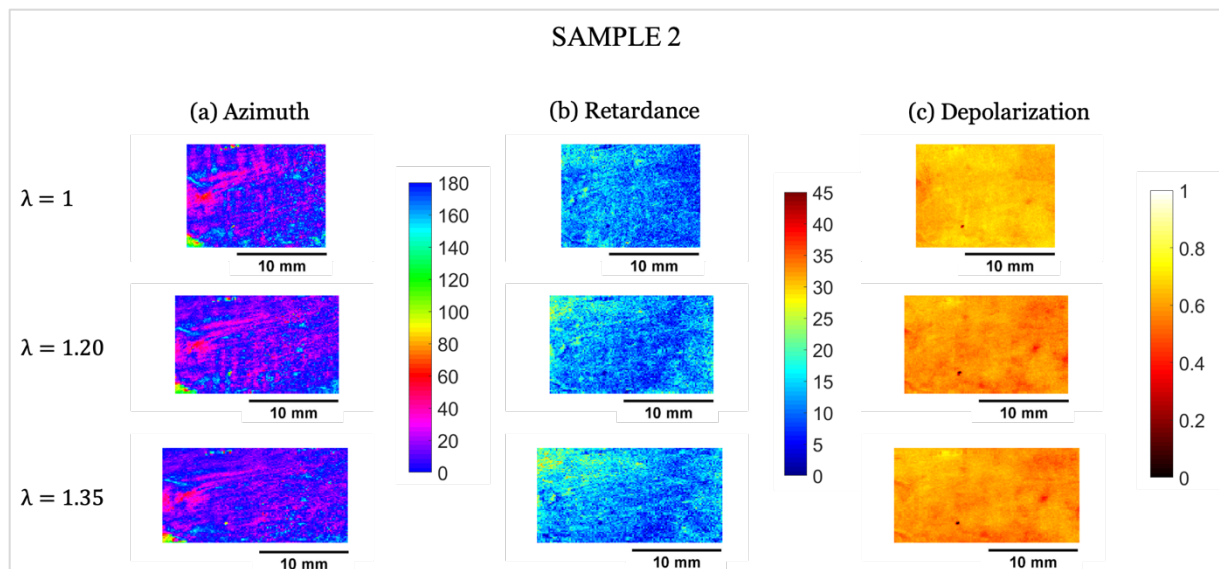 SAMPLE 2
(a) Azimuth
(b) Retardance
(c) Depolarization
λ = 1
10 mm
10 mm
10 mm
λ = 1.20
10 mm
10 mm
10 mm
λ = 1.35
10 mm
10 mm
10 mm
180
160
140
120
100
80
60
40
20
0
45
40
35
30
25
20
15
10
5
0
1
0.8
0.6
0.4
0.2
0